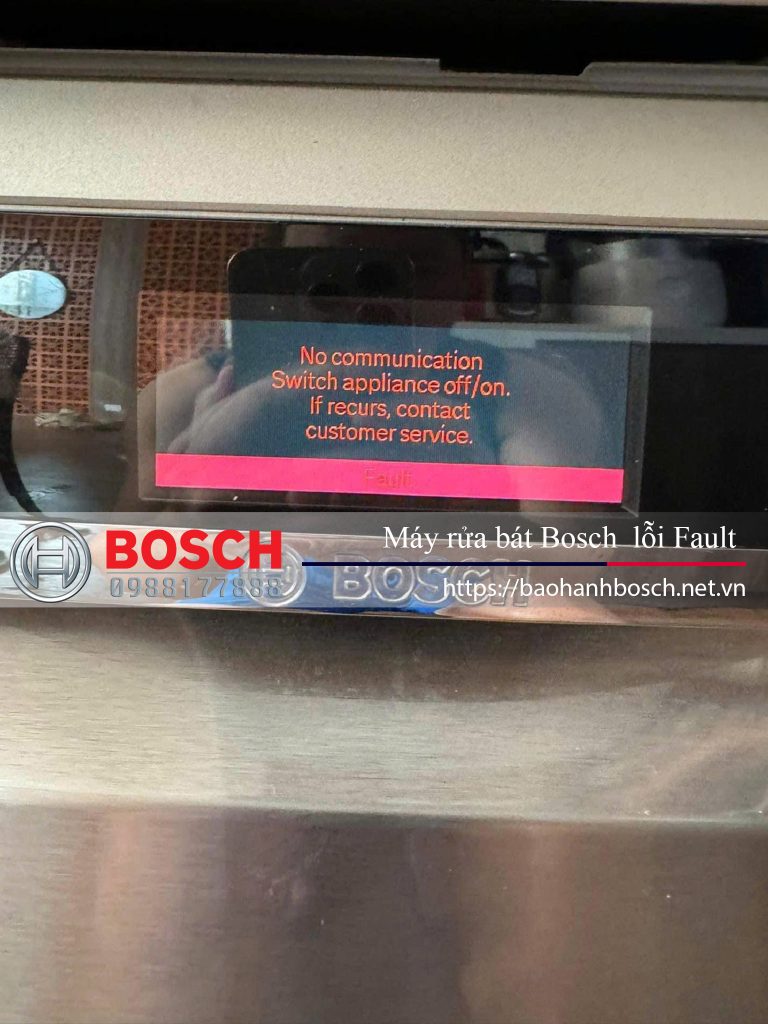 No communication
Switch appliance off/on.
If recurs, contact
customer service.
Fault
BOSCH
Máy rửa bát Bosch lỗi Fault
0988177888
BOSCH
https://baohanhbosch.net.vn